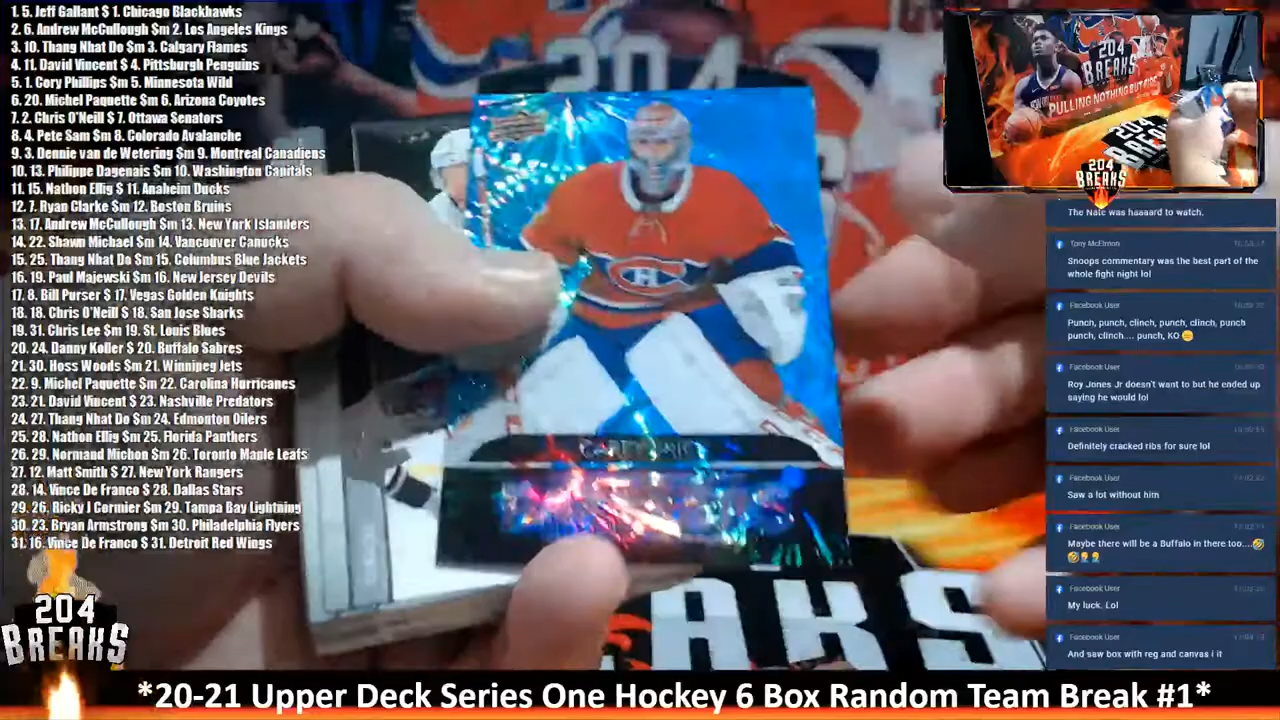 1. 5. Jeff Gallant $ 1. Chicago Blackhawks
2. 6. Andrew McCullough $m 2. Los Angeles Kings
3. 10. Thang Nhat Do $m 3. Calgary Flames
4. 11. David Vincent $ 4. Pittsburgh Penguins
5. 1. Cory Phillips $m 5. Minnesota Wild
6. 20. Michel Paquette $m 6. Arizona Coyotes
7. 2. Chris O'Neill $ 7. Ottawa Senators
8. 4. Pete Sam $m 8. Colorado Avalanche
9. 3. Dennie van de Wetering $m 9. Montreal Canadiens
10. 13. Philippe Dagenais $m 10. Washington Capitals
11. 15. Nathon Ellig $ 11. Anaheim Ducks
12. 7. Ryan Clarke $m 12. Boston Bruins
13. 17. Andrew McCullough $m 13. New York Islanders
14. 22. Shawn Michael $m 14. Vancouver Canucks
15. 25. Thang Nhat Do $m 15. Columbus Blue Jackets
16. 19. Paul Majewski $m 16. New Jersey Devils
17. 8. Bill Purser $ 17. Vegas Golden Knights
18. 18. Chris O'Neill $ 18. San Jose Sharks
19. 31. Chris Lee $m 19. St. Louis Blues
20. 24. Danny Koller $ 20. Buffalo Sabres
21. 30. Hoss Woods $m 21. Winnipeg Jets
22. 9. Michel Paquette $m 22. Carolina Hurricanes
23. 21. David Vincent $ 23. Nashville Predators
24. 27. Thang Nhat Do $m 24. Edmonton Oilers
25. 28. Nathon Ellig $m 25. Florida Panthers
26. 29. Normand Michon $m 26. Toronto Maple Leafs
27. 12. Matt Smith $ 27. New York Rangers
28. 14. Vince De Franco $ 28. Dallas Stars
29. 26. Ricky J Cormier $m 29. Tampa Bay Lightning
30. 23. Bryan Armstrong $m 30. Philadelphia Flyers
31. 16. Vince De Franco $ 31. Detroit Red Wings
204
BREAKS
204
CAREY PRICE
BREAKS
204
BREAKS
PULLING NOTHING BUT FIRE
204
BREAKS
204
BREAKS
The Nate was haaaard to watch.
Tony McElmon
Snoops commentary was the best part of the
whole fight night lol
Facebook User
Punch, punch, clinch, punch, clinch, punch
punch, clinch.... punch, KO 😑
Facebook User
Roy Jones Jr doesn't want to but he ended up
saying he would lol
Facebook User
Definitely cracked ribs for sure lol
Facebook User
Saw a lot without him
Facebook User
Maybe there will be a Buffalo in there too....🤣
🤣🤦‍♂️🤦‍♂️
Facebook User
My luck. Lol
Facebook User
And saw box with reg and canvas i it
*20-21 Upper Deck Series One Hockey 6 Box Random Team Break #1*